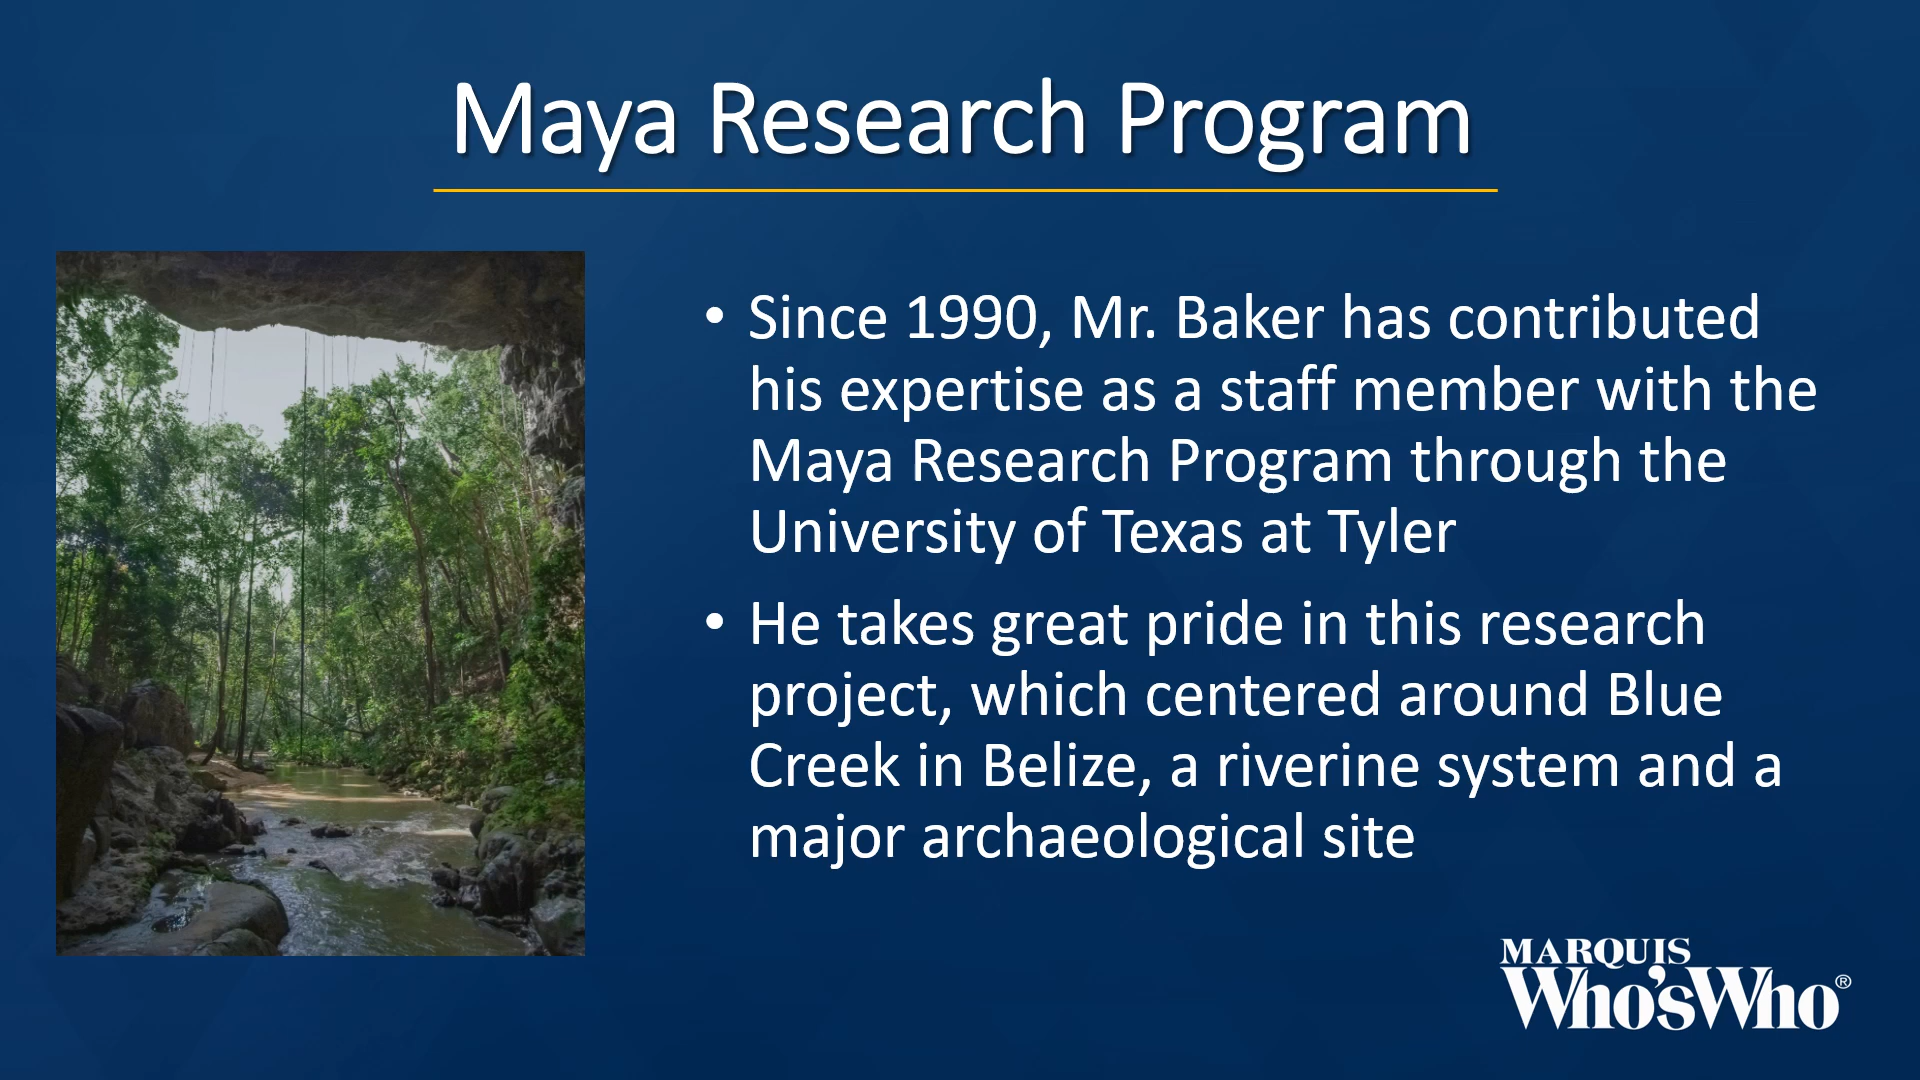 Maya Research Program
• Since 1990, Mr. Baker has contributed
his expertise as a staff member with the
Maya Research Program through the
University of Texas at Tyler
• He takes great pride in this research
project, which centered around Blue
Creek in Belize, a riverine system and a
major archaeological site
MARQUIS
Who'sWho®